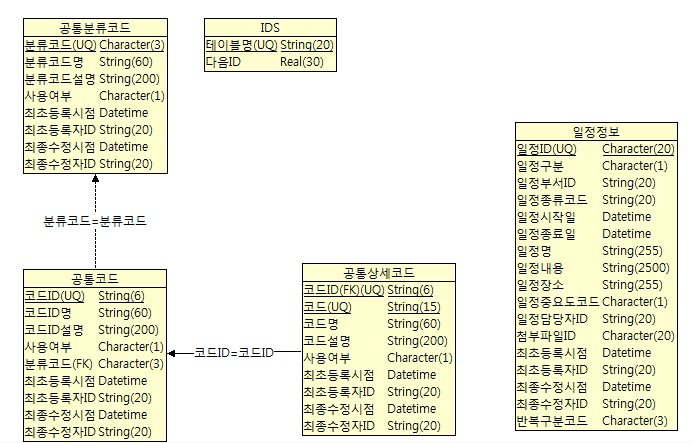 공통분류코드
분류코드(UQ) Character(3)
분류코드명 String(60)
분류코드설명 String(200)
사용여부 Character(1)
최초등록시점 Datetime
최초등록자ID String(20)
최종수정시점 Datetime
최종수정자ID String(20)
IDS
테이블명(UQ) String(20)
다음ID Real(30)
분류코드=분류코드
공통코드
코드ID(UQ) String(6)
코드ID명 String(60)
코드ID설명 String(200)
사용여부 Character(1)
분류코드(FK) Character(3)
최초등록시점 Datetime
최초등록자ID String(20)
최종수정시점 Datetime
최종수정자ID String(20)
코드ID=코드ID
공통상세코드
코드ID(FK)(UQ) String(6)
코드(UQ) String(15)
코드명 String(60)
코드설명 String(200)
사용여부 Character(1)
최초등록시점 Datetime
최초등록자ID String(20)
최종수정시점 Datetime
최종수정자ID String(20)
일정정보
일정ID(UQ) Character(20)
일정구분 Character(1)
일정부서ID String(20)
일정종류코드 String(20)
일정시작일 Datetime
일정종료일 Datetime
일정명 String(255)
일정내용 String(2500)
일정장소 String(255)
일정중요도코드 Character(1)
일정담당자ID String(20)
첨부파일ID Character(20)
최초등록시점 Datetime
최초등록자ID String(20)
최종수정시점 Datetime
최종수정자ID String(20)
반복구분코드 Character(3)